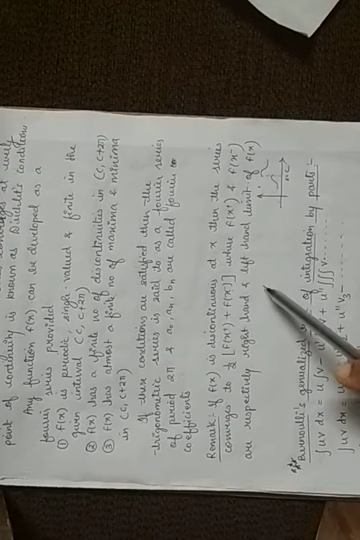 point of continuity is known as Dirichlet's conditions.
Any function f(x) can be developed as a
fourier series provided
① f(x) is periodic, single valued & finite in the
given interval (c, c+2π)
② f(x) has a finite no of discontinuities in (c, c+2π)
③ f(x) has atmost a finite no of maxima & minima
in (c, c+2π)
If these conditions are satisfied then the
trigonometric series is said to a fourier series
of period 2π & a₀, aₙ, bₙ are called fourier
coefficients
Remark:- If f(x) is discontinuous at x then the series
converges to ½ [f(x⁺) + f(x⁻)] where f(x⁺) & f(x⁻)
are respectively right hand & left hand limit of f(x)
Bernoulli's generalized of integration by parts:-
∫uv dx = u∫v - u' + u'' ∫∫∫v -
∫uv dx = + u''v₃ -